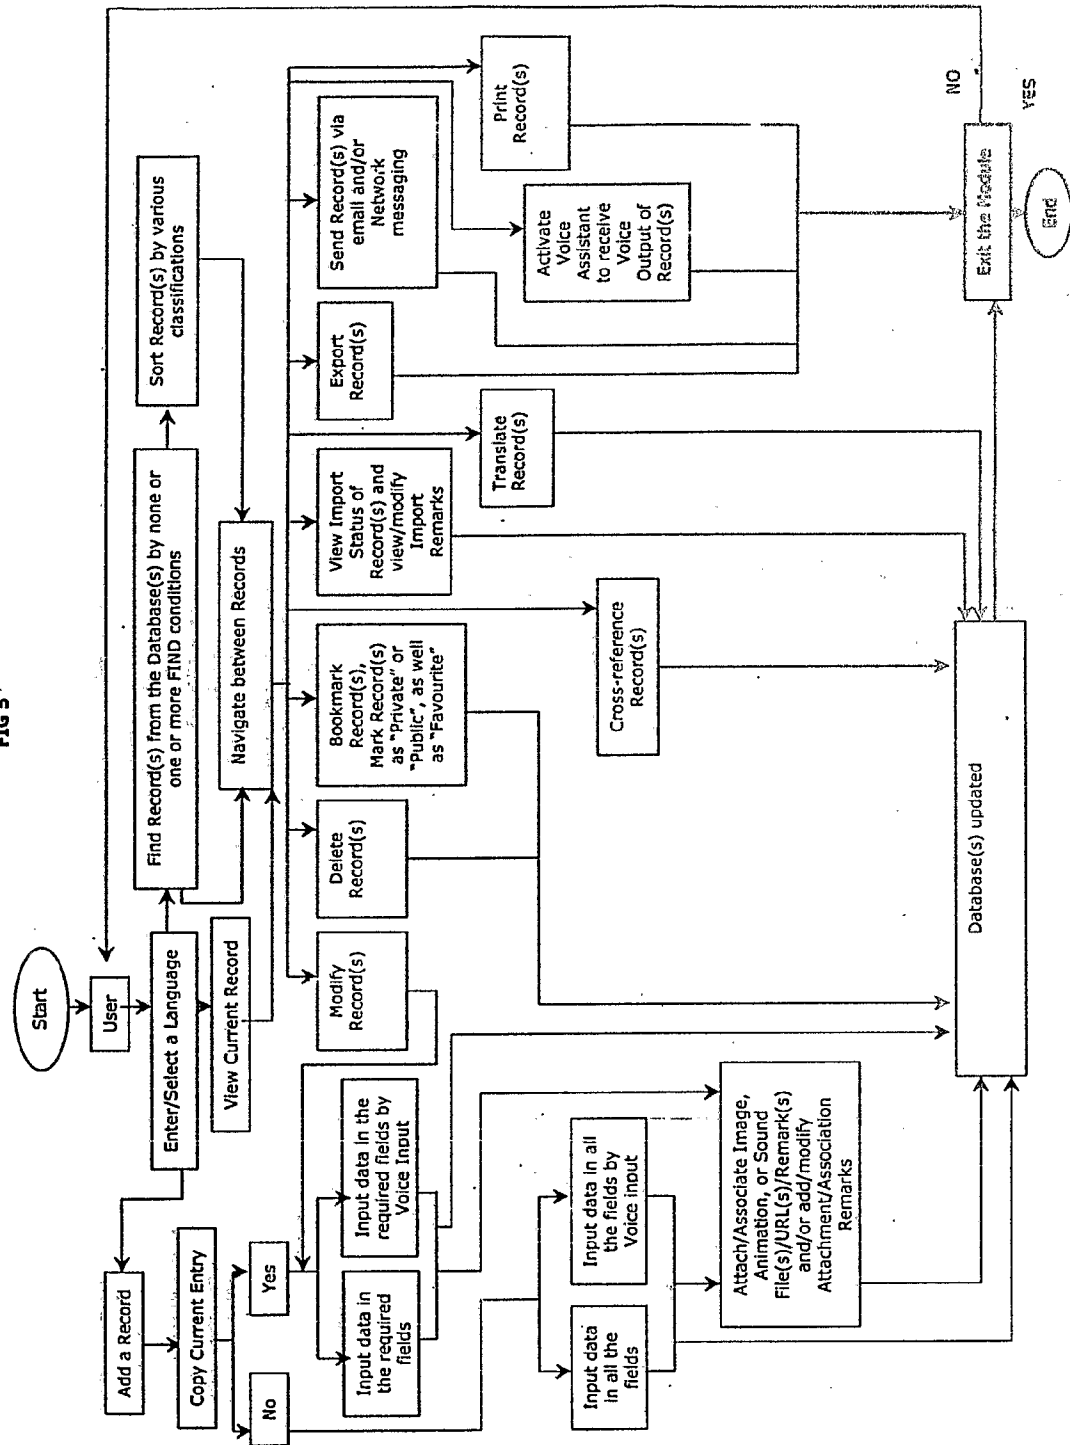 FIG 5
Start
User
Enter/Select a Language
View Current Record
Find Record(s) from the Database(s) by none or
one or more FIND conditions
Sort Record(s) by various
classifications
Navigate between Records
Add a Record
Copy Current Entry
No
Yes
Modify
Record(s)
Delete
Record(s)
Bookmark
Record(s),
Mark Record(s)
as "Private" or
"Public", as well
as "Favourite"
View Import
Status of
Record(s) and
view/modify
Import
Remarks
Export
Record(s)
Send Record(s) via
email and/or
Network
messaging
Input data in
the required
fields
Input data in the
required fields by
Voice Input
Translate
Record(s)
Activate
Voice
Assistant
to receive
Voice
Output of
Record(s)
Print
Record(s)
Input data
in all the
fields
Input data in all
the fields by
Voice input
Cross-reference
Record(s)
Attach/Associate Image,
Animation, or Sound
File(s)/URL(s)/Remark(s)
and/or add/modify
Attachment/Association
Remarks
Database(s) updated
Exit the Module
NO
YES
End